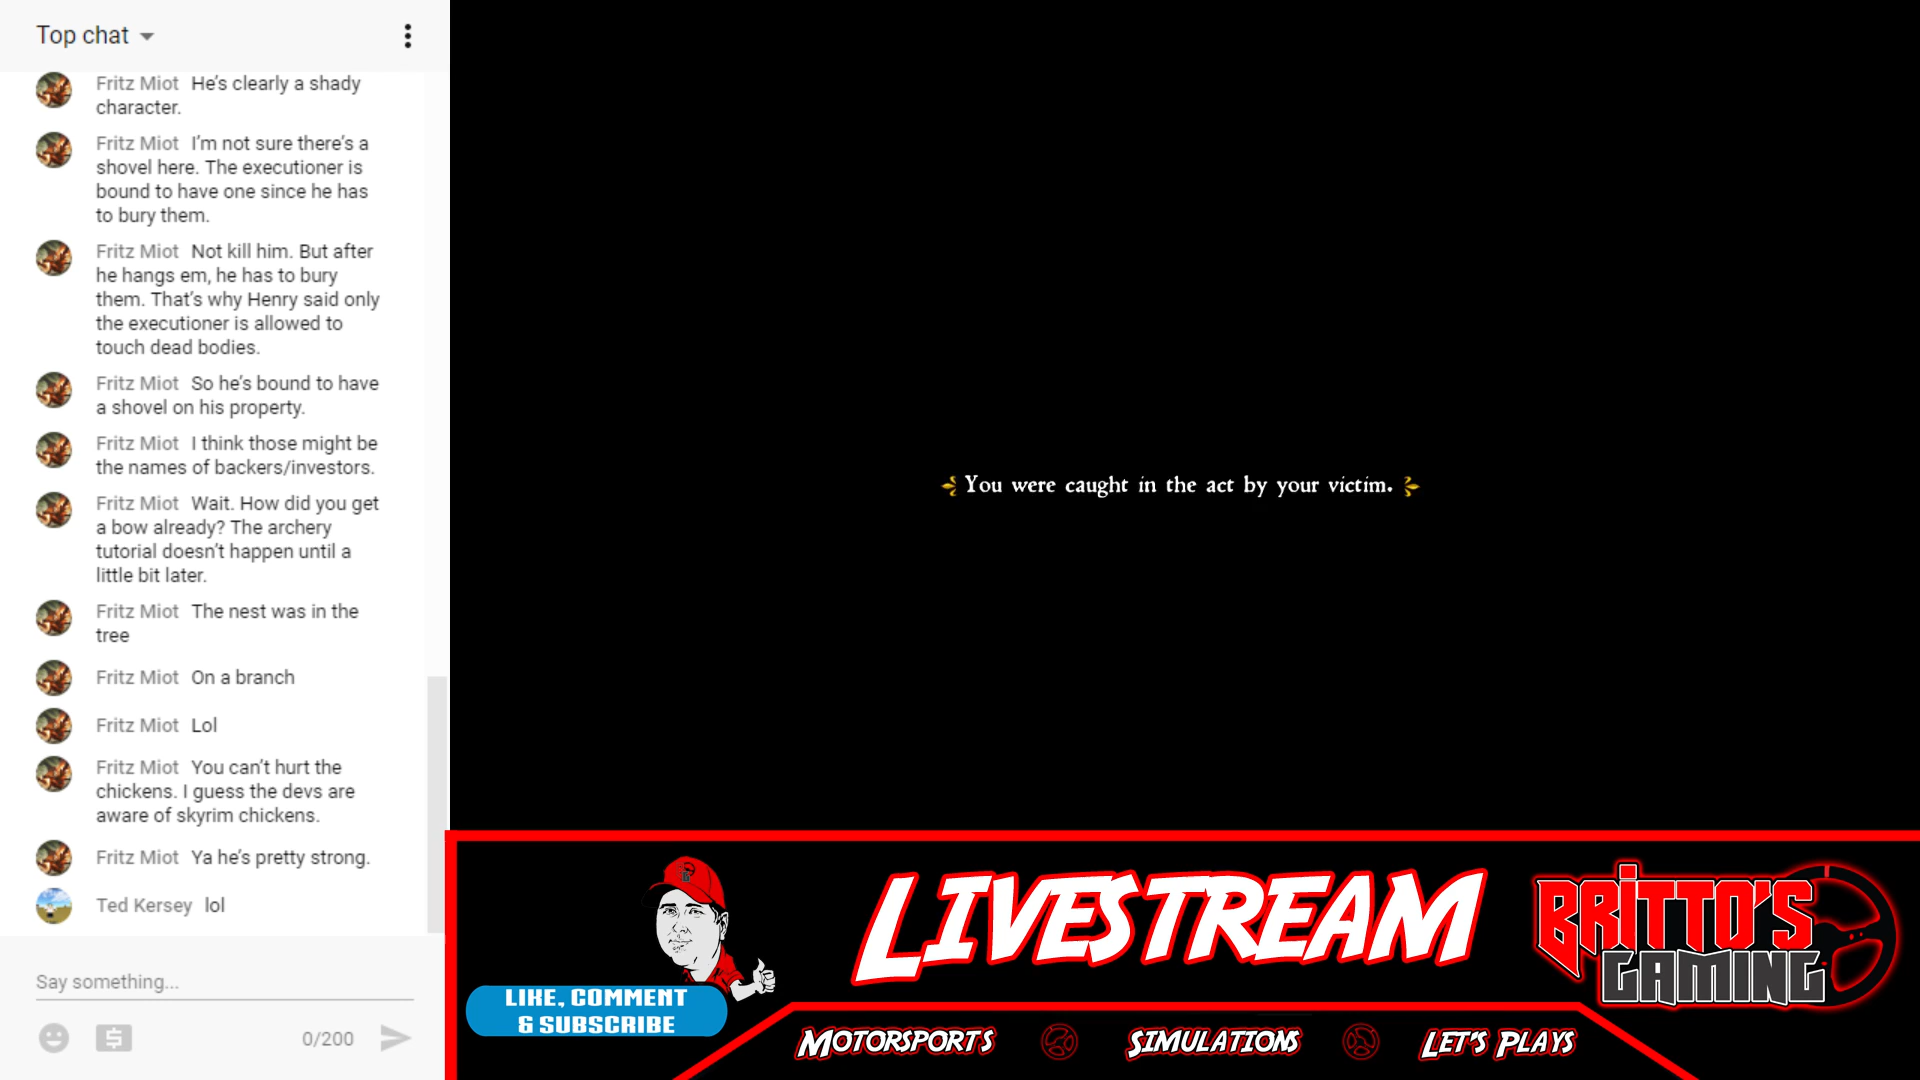 Top chat
Fritz Miot He's clearly a shady
character.
Fritz Miot I'm not sure there's a
shovel here. The executioner is
bound to have one since he has
to bury them.
Fritz Miot Not kill him. But after
he hangs em, he has to bury
them. That's why Henry said only
the executioner is allowed to
touch dead bodies.
Fritz Miot So he's bound to have
a shovel on his property.
Fritz Miot I think those might be
the names of backers/investors.
Fritz Miot Wait. How did you get
a bow already? The archery
tutorial doesn't happen until a
little bit later.
Fritz Miot The nest was in the
tree
Fritz Miot On a branch
Fritz Miot Lol
Fritz Miot You can't hurt the
chickens. I guess the devs are
aware of skyrim chickens.
Fritz Miot Ya he's pretty strong.
Ted Kersey lol
Say something...
0/200
You were caught in the act by your victim.
LIKE, COMMENT
& SUBSCRIBE
LIVESTREAM
BRITTO'S
GAMING
MOTORSPORTS
SIMULATIONS
LET'S PLAYS